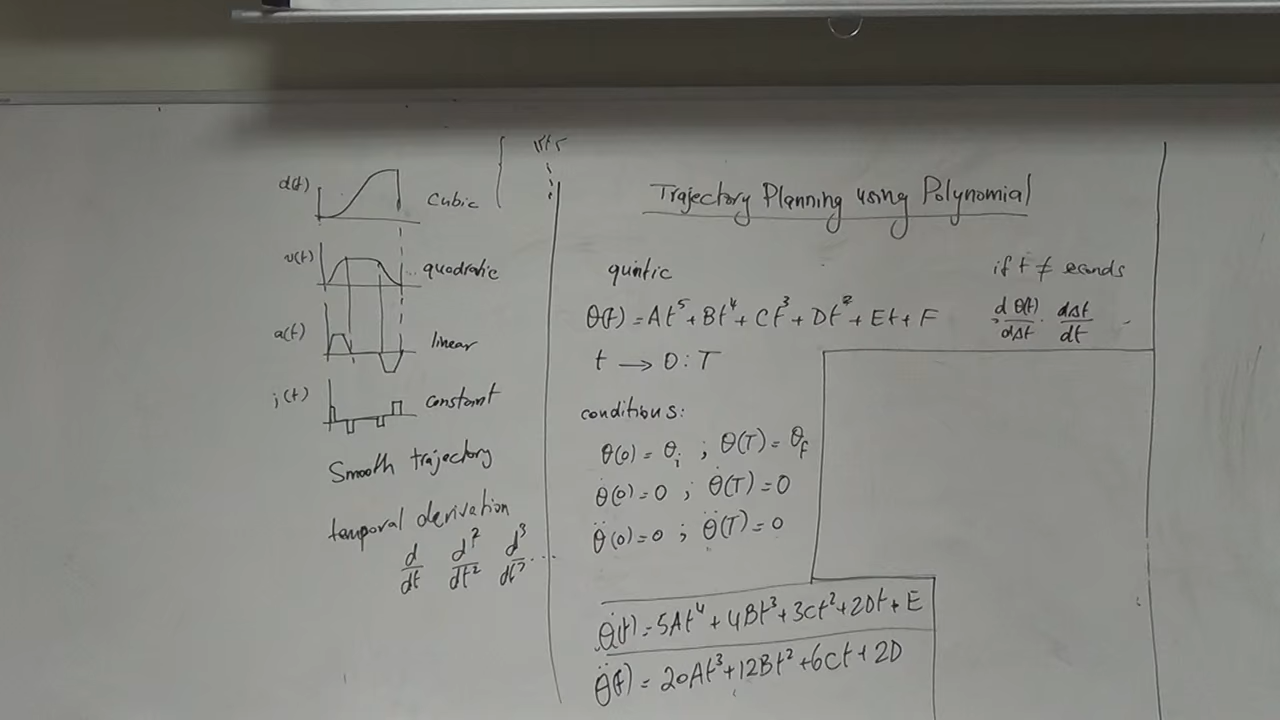 d(t) cubic
v(t) quadratic
a(t) linear
j(t) constant
Smooth trajectory
temporal derivation
d/dt d²/dt² d³/dt³ ...
Trajectory Planning using Polynomial
quintic
θ(t) = At⁵ + Bt⁴ + Ct³ + Dt² + Et + F
t → 0 : T
conditions:
θ(0) = θi ; θ(T) = θf
θ̇(0) = 0 ; θ̇(T) = 0
θ̈(0) = 0 ; θ̈(T) = 0
θ̇(t) = 5At⁴ + 4Bt³ + 3Ct² + 2Dt + E
θ̈(t) = 20At³ + 12Bt² + 6Ct + 2D
if t ≠ econds
dθ(t)/dΔt · dΔt/dt